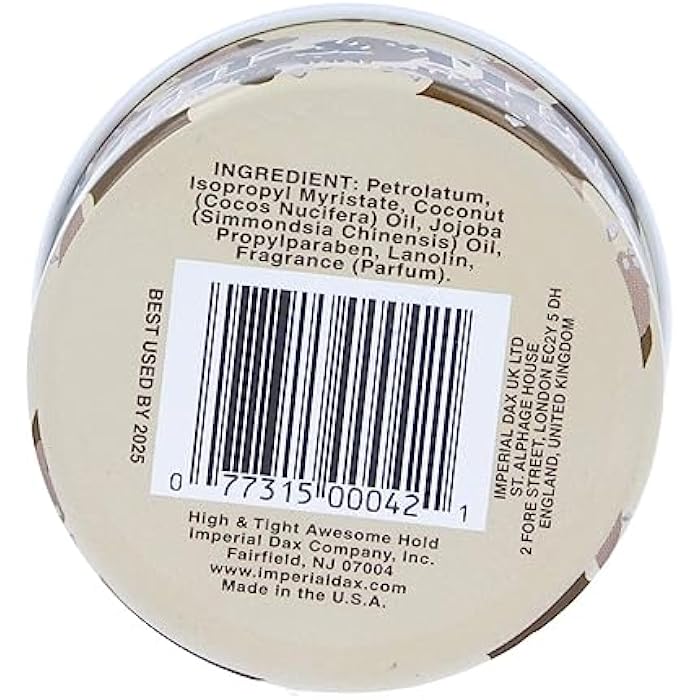 INGREDIENT: Petrolatum,
Isopropyl Myristate, Coconut
(Cocos Nucifera) Oil, Jojoba
(Simmondsia Chinensis) Oil,
Propylparaben, Lanolin,
Fragrance (Parfum).
BEST USED BY 2025
IMPERIAL DAX UK LTD
ST. ALPHAGE HOUSE
2 FORE STREET, LONDON EC2Y 5 DH
ENGLAND, UNITED KINGDOM
0 77315 00042 1
High & Tight Awesome Hold
Imperial Dax Company, Inc.
Fairfield, NJ 07004
www.imperialdax.com
Made in the U.S.A.